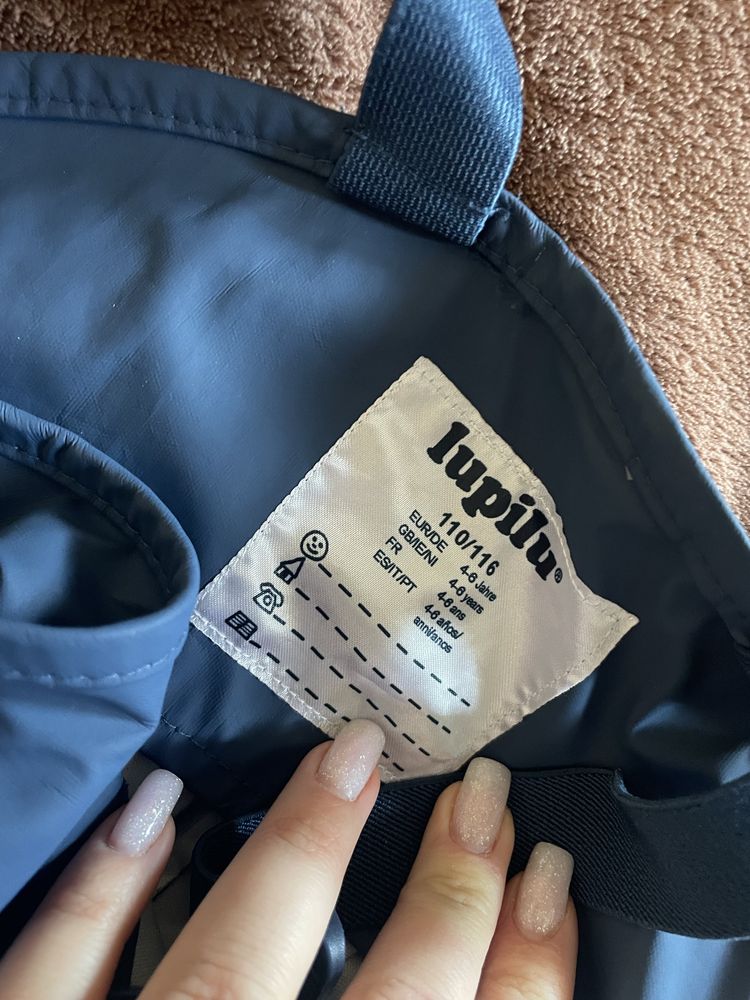 lupilu®
110/116
EUR/DE 4-6 Jahre
GB/IE/NI 4-6 years
FR 4-6 ans
ES/IT/PT 4-6 años/
anni/anos